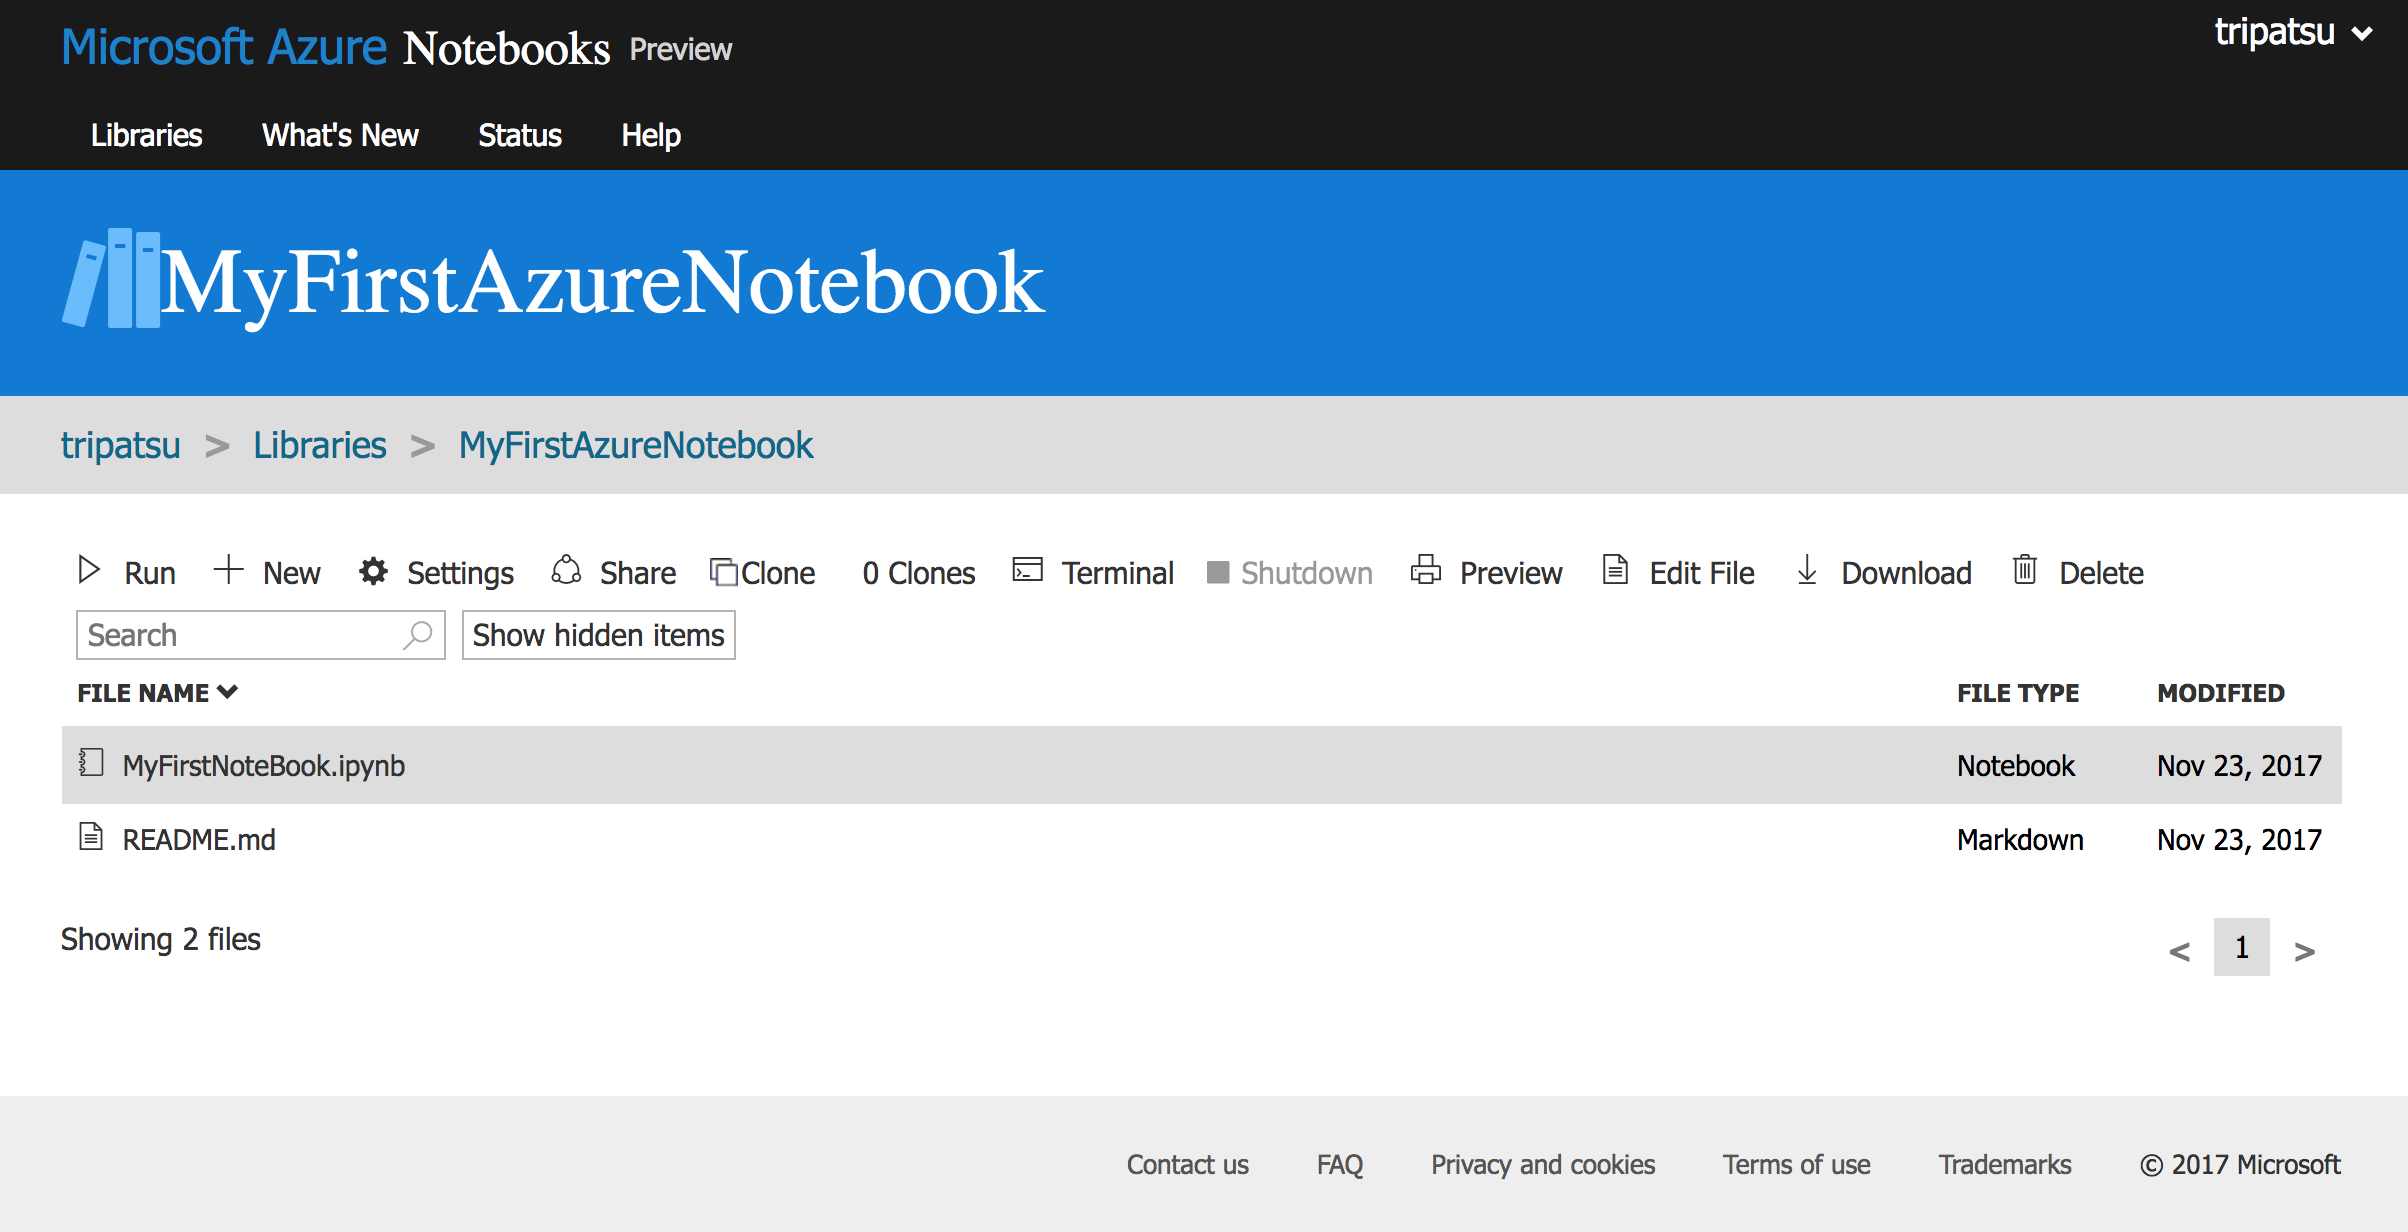 Microsoft Azure Notebooks Preview
tripatsu
Libraries What's New Status Help
MyFirstAzureNotebook
tripatsu > Libraries > MyFirstAzureNotebook
Run New Settings Share Clone 0 Clones Terminal Shutdown Preview Edit File Download Delete
Search Show hidden items
FILE NAME FILE TYPE MODIFIED
MyFirstNoteBook.ipynb Notebook Nov 23, 2017
README.md Markdown Nov 23, 2017
Showing 2 files < 1 >
Contact us FAQ Privacy and cookies Terms of use Trademarks © 2017 Microsoft